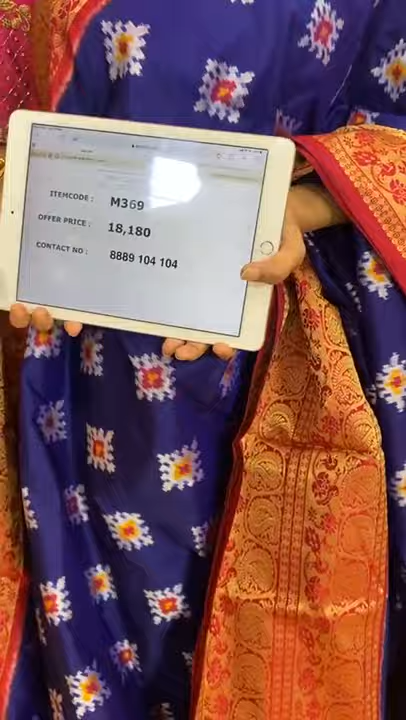 ITEMCODE : M369
OFFER PRICE : 18,180
CONTACT NO : 8889 104 104